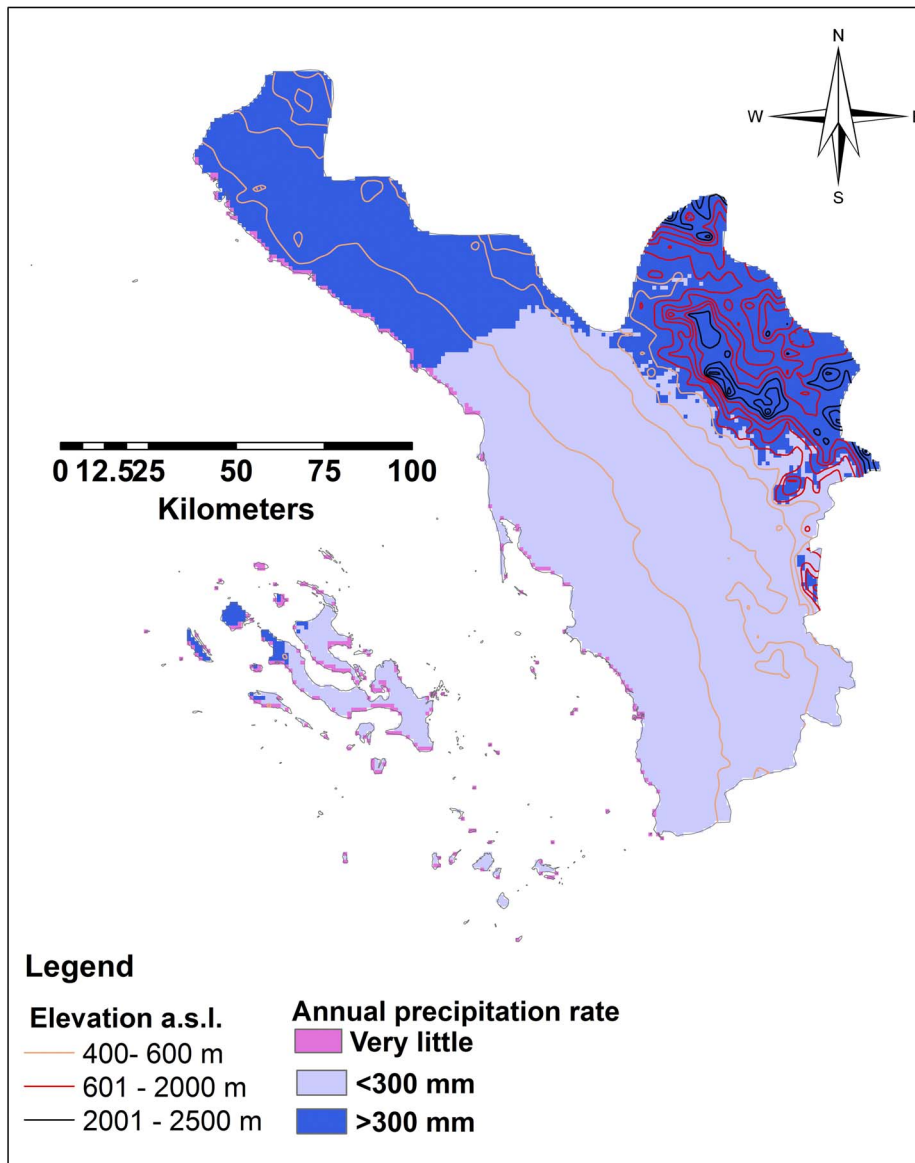 N
W E
S
0 12.525 50 75 100
Kilometers
Legend
Elevation a.s.l.
400- 600 m
601 - 2000 m
2001 - 2500 m
Annual precipitation rate
Very little
<300 mm
>300 mm